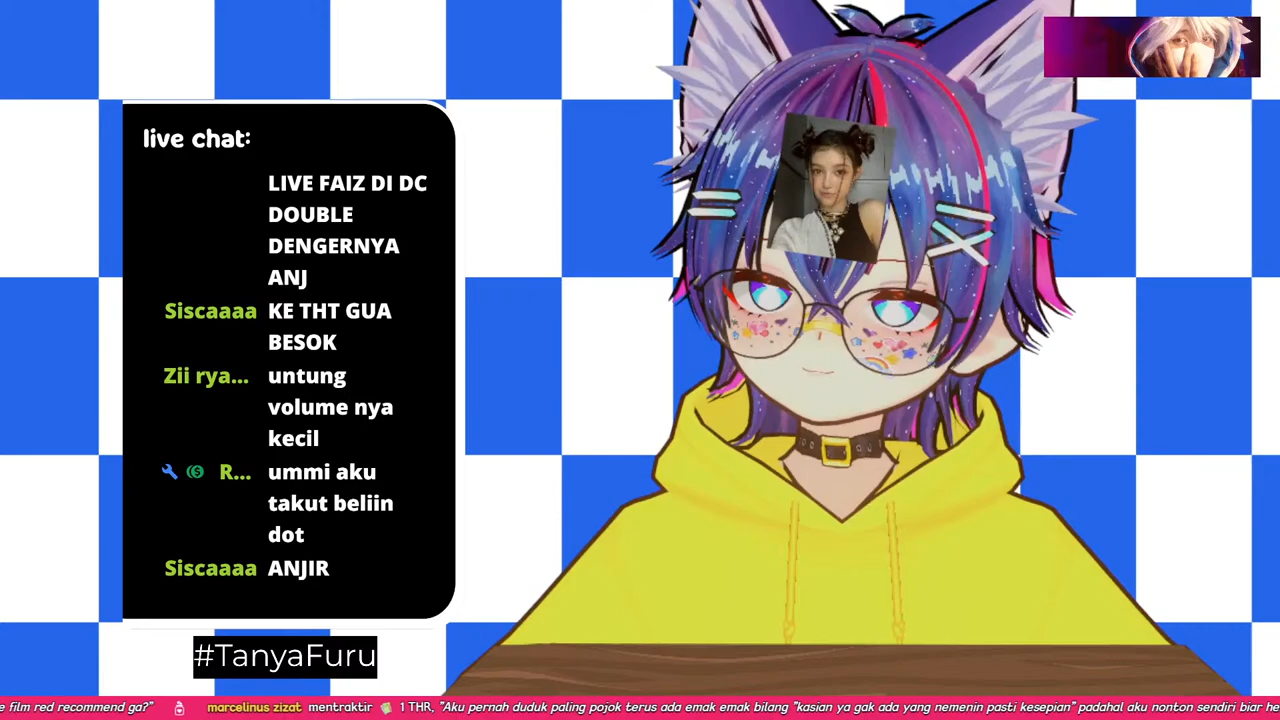 live chat:
LIVE FAIZ DI DC
DOUBLE
DENGERNYA
ANJ
Siscaaaa KE THT GUA
BESOK
Zii rya... untung
volume nya
kecil
R... ummi aku
takut beliin
dot
Siscaaaa ANJIR
#TanyaFuru
e film red recommend ga?" marcelinus zizat mentraktir 1 THR, "Aku pernah duduk paling pojok terus ada emak emak bilang "kasian ya gak ada yang nemenin pasti kesepian" padahal aku nonton sendiri biar he